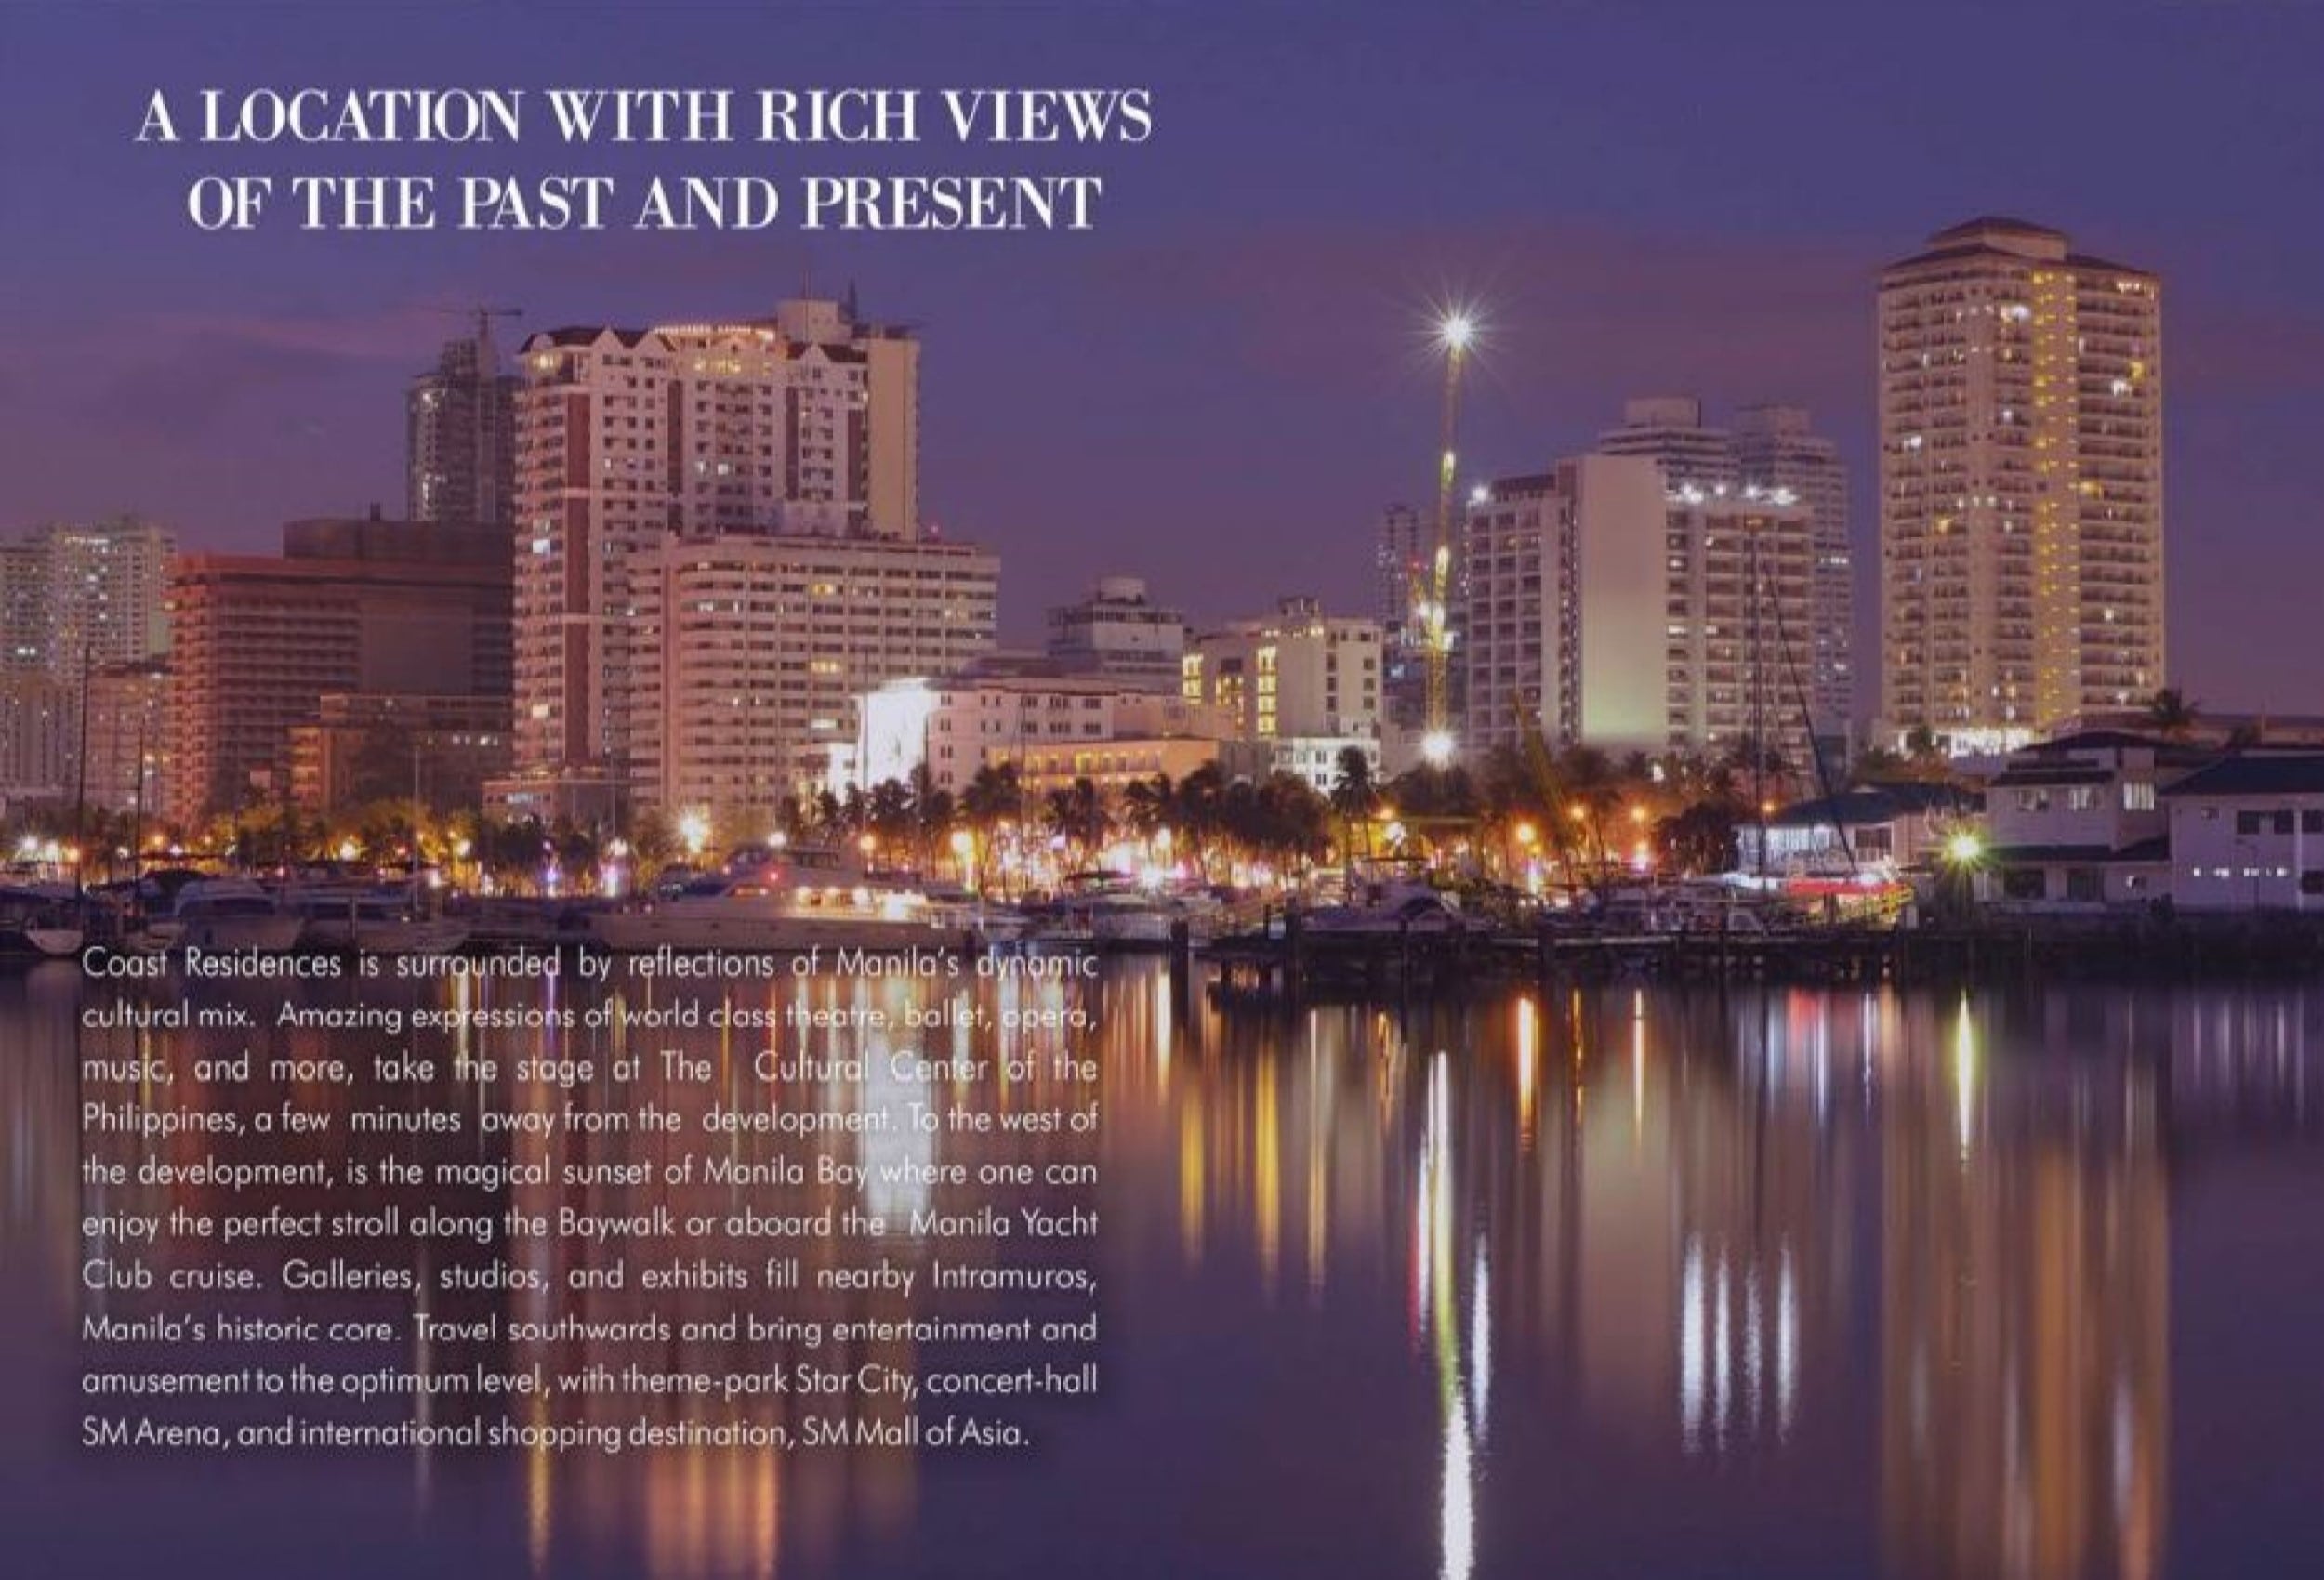 A LOCATION WITH RICH VIEWS
OF THE PAST AND PRESENT
Coast Residences is surrounded by reflections of Manila's dynamic
cultural mix. Amazing expressions of world class theatre, ballet, opera,
music, and more, take the stage at The Cultural Center of the
Philippines, a few minutes away from the development. To the west of
the development, is the magical sunset of Manila Bay where one can
enjoy the perfect stroll along the Baywalk or aboard the Manila Yacht
Club cruise. Galleries, studios, and exhibits fill nearby Intramuros,
Manila's historic core. Travel southwards and bring entertainment and
amusement to the optimum level, with theme-park Star City, concert-hall
SM Arena, and international shopping destination, SM Mall of Asia.